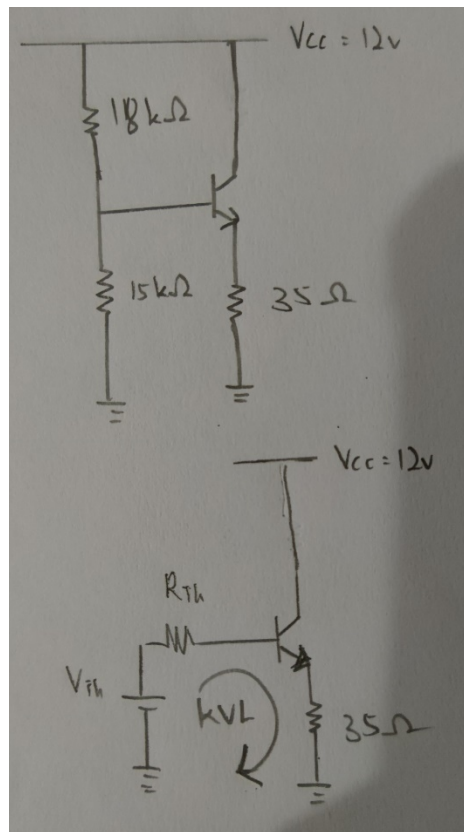 Vcc = 12v
18kΩ
15kΩ
35Ω
Vcc = 12v
RTh
VTh
KVL
35Ω